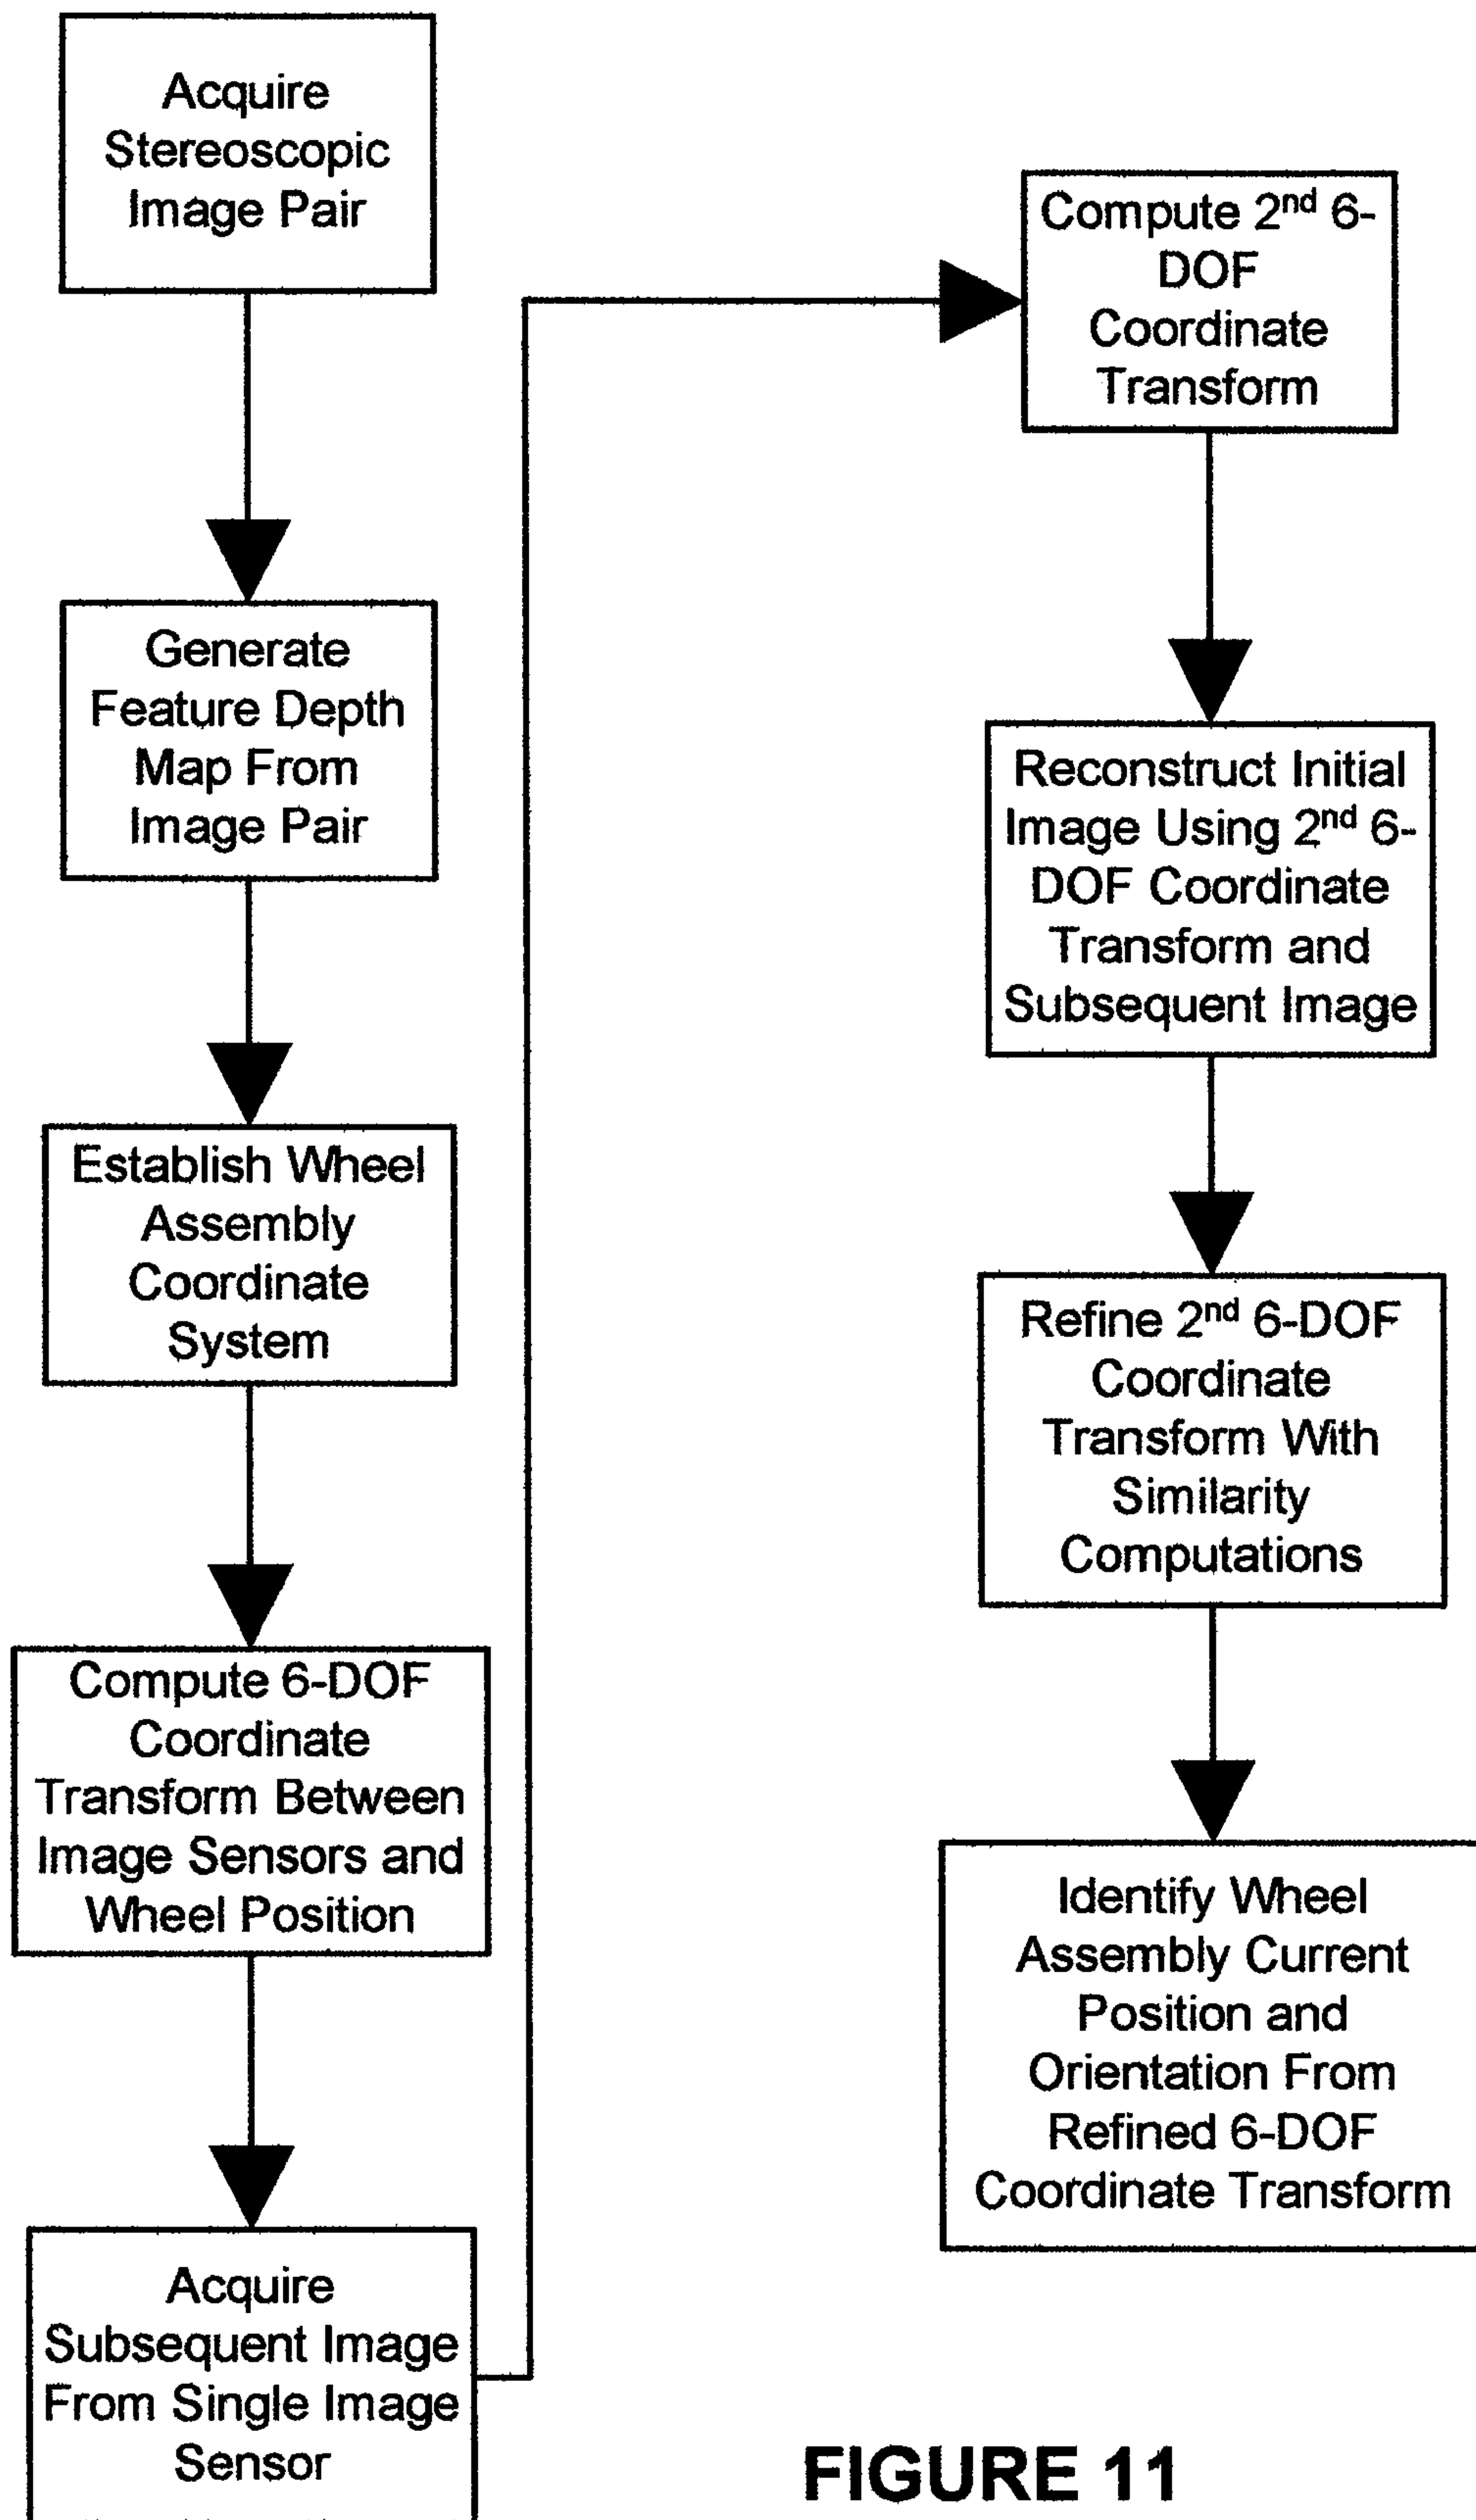 Acquire
Stereoscopic
Image Pair
Generate
Feature Depth
Map From
Image Pair
Establish Wheel
Assembly
Coordinate
System
Compute 6-DOF
Coordinate
Transform Between
Image Sensors and
Wheel Position
Acquire
Subsequent Image
From Single Image
Sensor
Compute 2nd 6-
DOF
Coordinate
Transform
Reconstruct Initial
Image Using 2nd 6-
DOF Coordinate
Transform and
Subsequent Image
Refine 2nd 6-DOF
Coordinate
Transform With
Similarity
Computations
Identify Wheel
Assembly Current
Position and
Orientation From
Refined 6-DOF
Coordinate Transform
FIGURE 11